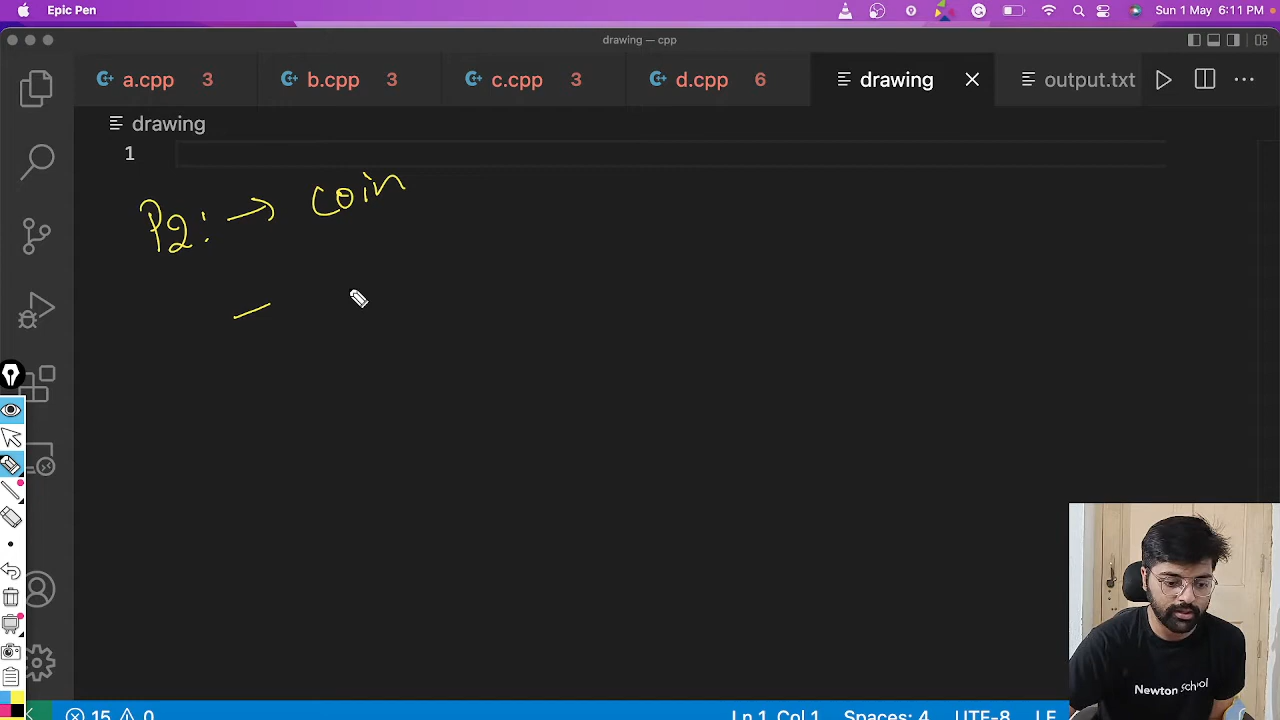 Epic Pen
Sun 1 May 6:11 PM
drawing — cpp
a.cpp 3 b.cpp 3 c.cpp 3 d.cpp 6 drawing output.txt
drawing
1
P2: → coin
—
Newton School
15 0 Ln 1, Col 1 Spaces: 4 UTF-8 LF